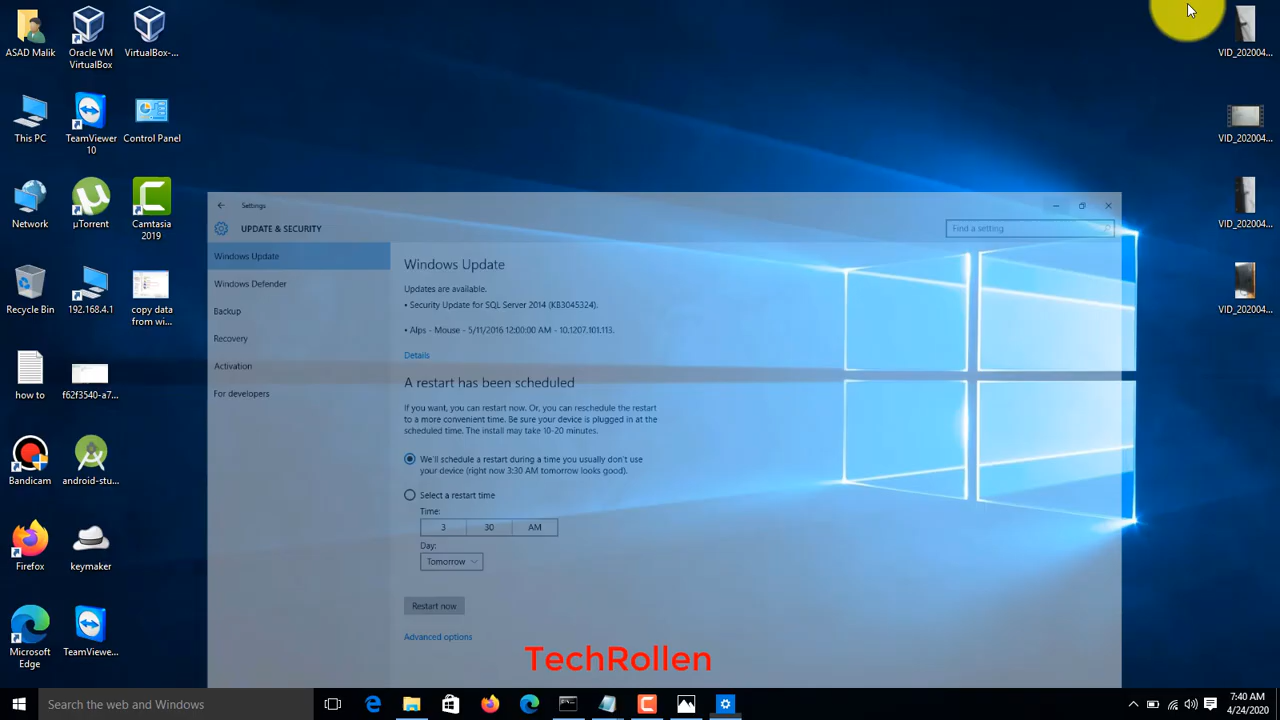 ASAD Malik
Oracle VM
VirtualBox
VirtualBox-...
This PC
TeamViewer
10
Control Panel
Network
µTorrent
Camtasia
2019
Recycle Bin
192.168.4.1
copy data
from wi...
how to
f62f3540-a7...
Bandicam
android-stu...
Firefox
keymaker
Microsoft
Edge
TeamViewe...
VID_202004...
VID_202004...
VID_202004...
VID_202004...
Settings
UPDATE & SECURITY
Find a setting
Windows Update
Windows Defender
Backup
Recovery
Activation
For developers
Windows Update
Updates are available.
• Security Update for SQL Server 2014 (KB3045324).
• Alps - Mouse - 5/11/2016 12:00:00 AM - 10.1207.101.113.
Details
A restart has been scheduled
If you want, you can restart now. Or, you can reschedule the restart
to a more convenient time. Be sure your device is plugged in at the
scheduled time. The install may take 10-20 minutes.
We'll schedule a restart during a time you usually don't use
your device (right now 3:30 AM tomorrow looks good).
Select a restart time
Time:
3 30 AM
Day:
Tomorrow
Restart now
Advanced options
TechRollen
Search the web and Windows
7:40 AM
4/24/2020